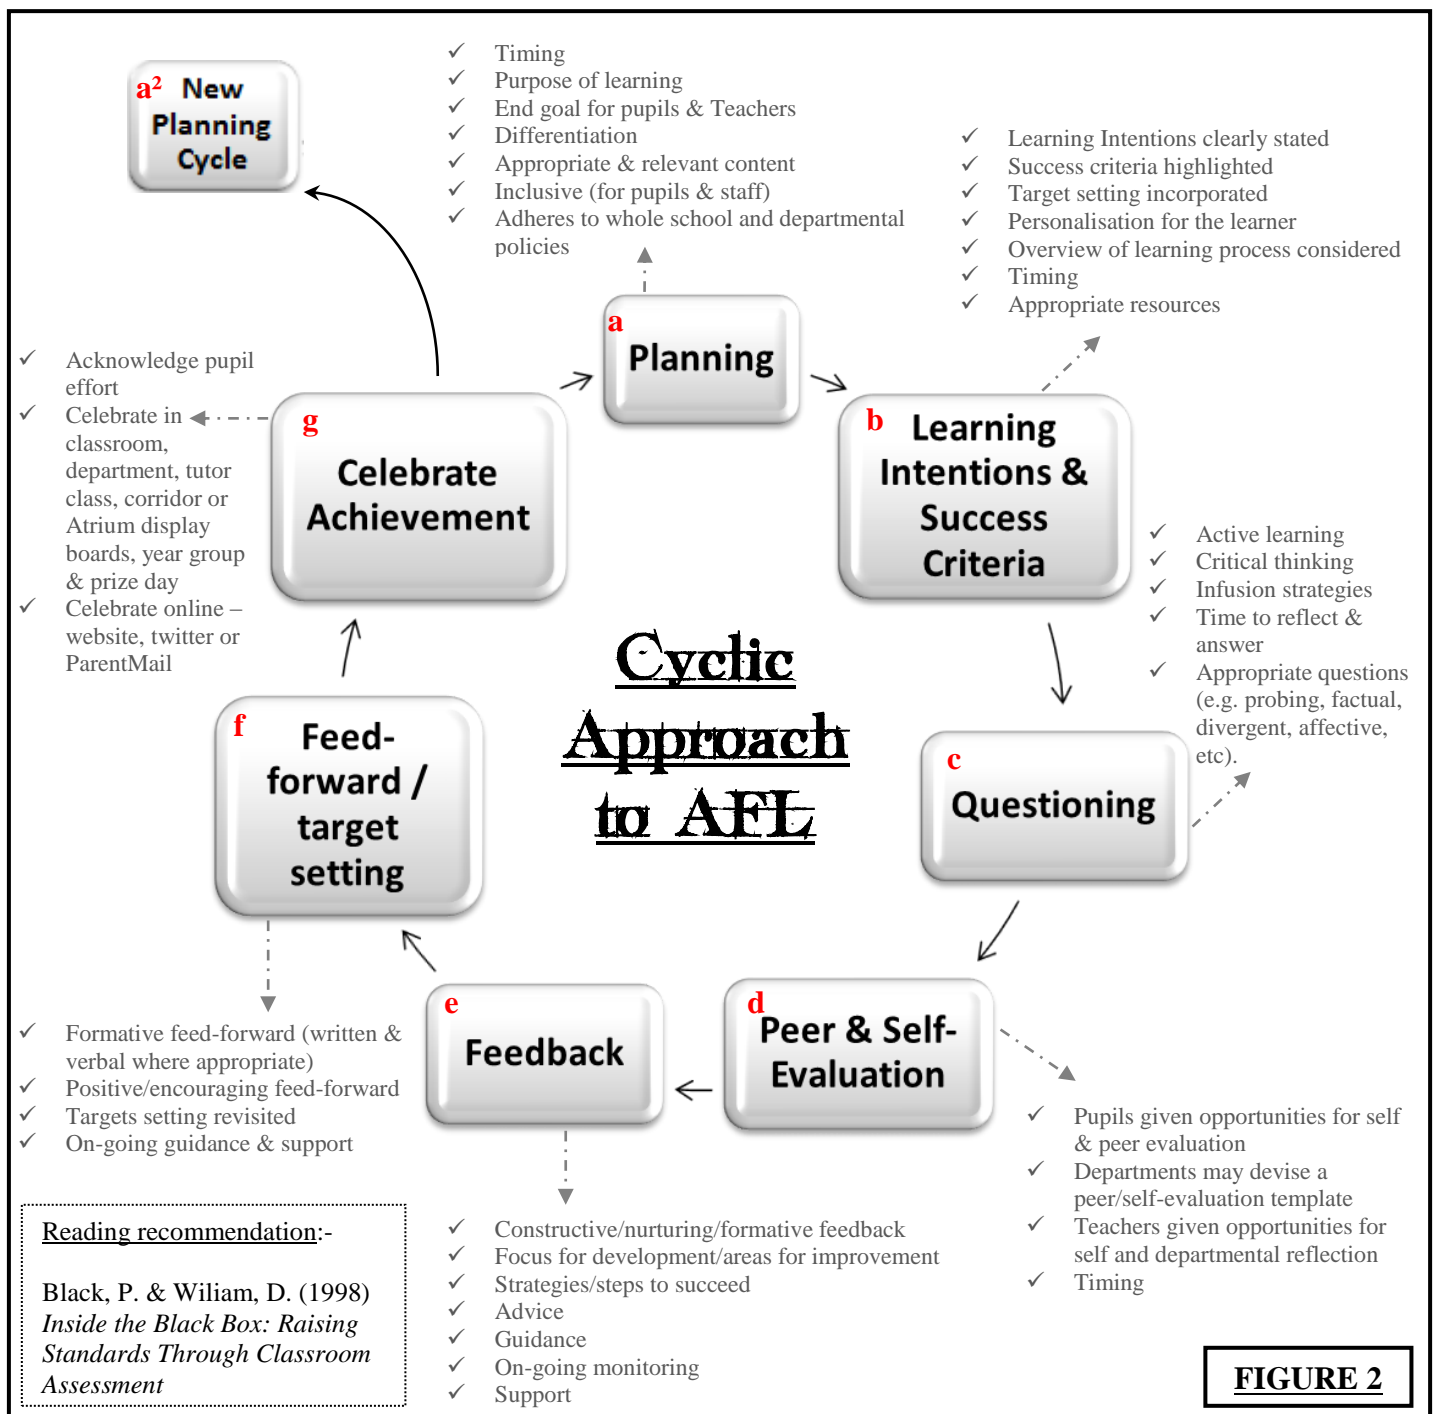 a² New
Planning
Cycle
✓ Timing
✓ Purpose of learning
✓ End goal for pupils & Teachers
✓ Differentiation
✓ Appropriate & relevant content
✓ Inclusive (for pupils & staff)
✓ Adheres to whole school and departmental
policies
✓ Learning Intentions clearly stated
✓ Success criteria highlighted
✓ Target setting incorporated
✓ Personalisation for the learner
✓ Overview of learning process considered
✓ Timing
✓ Appropriate resources
a
Planning
b
Learning
Intentions &
Success
Criteria
✓ Active learning
✓ Critical thinking
✓ Infusion strategies
✓ Time to reflect &
answer
✓ Appropriate questions
(e.g. probing, factual,
divergent, affective,
etc).
c
Questioning
d
Peer & Self-
Evaluation
✓ Pupils given opportunities for self
& peer evaluation
✓ Departments may devise a
peer/self-evaluation template
✓ Teachers given opportunities for
self and departmental reflection
✓ Timing
e
Feedback
✓ Constructive/nurturing/formative feedback
✓ Focus for development/areas for improvement
✓ Strategies/steps to succeed
✓ Advice
✓ Guidance
✓ On-going monitoring
✓ Support
f
Feed-
forward /
target
setting
✓ Formative feed-forward (written &
verbal where appropriate)
✓ Positive/encouraging feed-forward
✓ Targets setting revisited
✓ On-going guidance & support
g
Celebrate
Achievement
✓ Acknowledge pupil
effort
✓ Celebrate in
classroom,
department, tutor
class, corridor or
Atrium display
boards, year group
& prize day
✓ Celebrate online –
website, twitter or
ParentMail
Cyclic
Approach
to AFL
Reading recommendation:-
Black, P. & Wiliam, D. (1998)
Inside the Black Box: Raising
Standards Through Classroom
Assessment
FIGURE 2